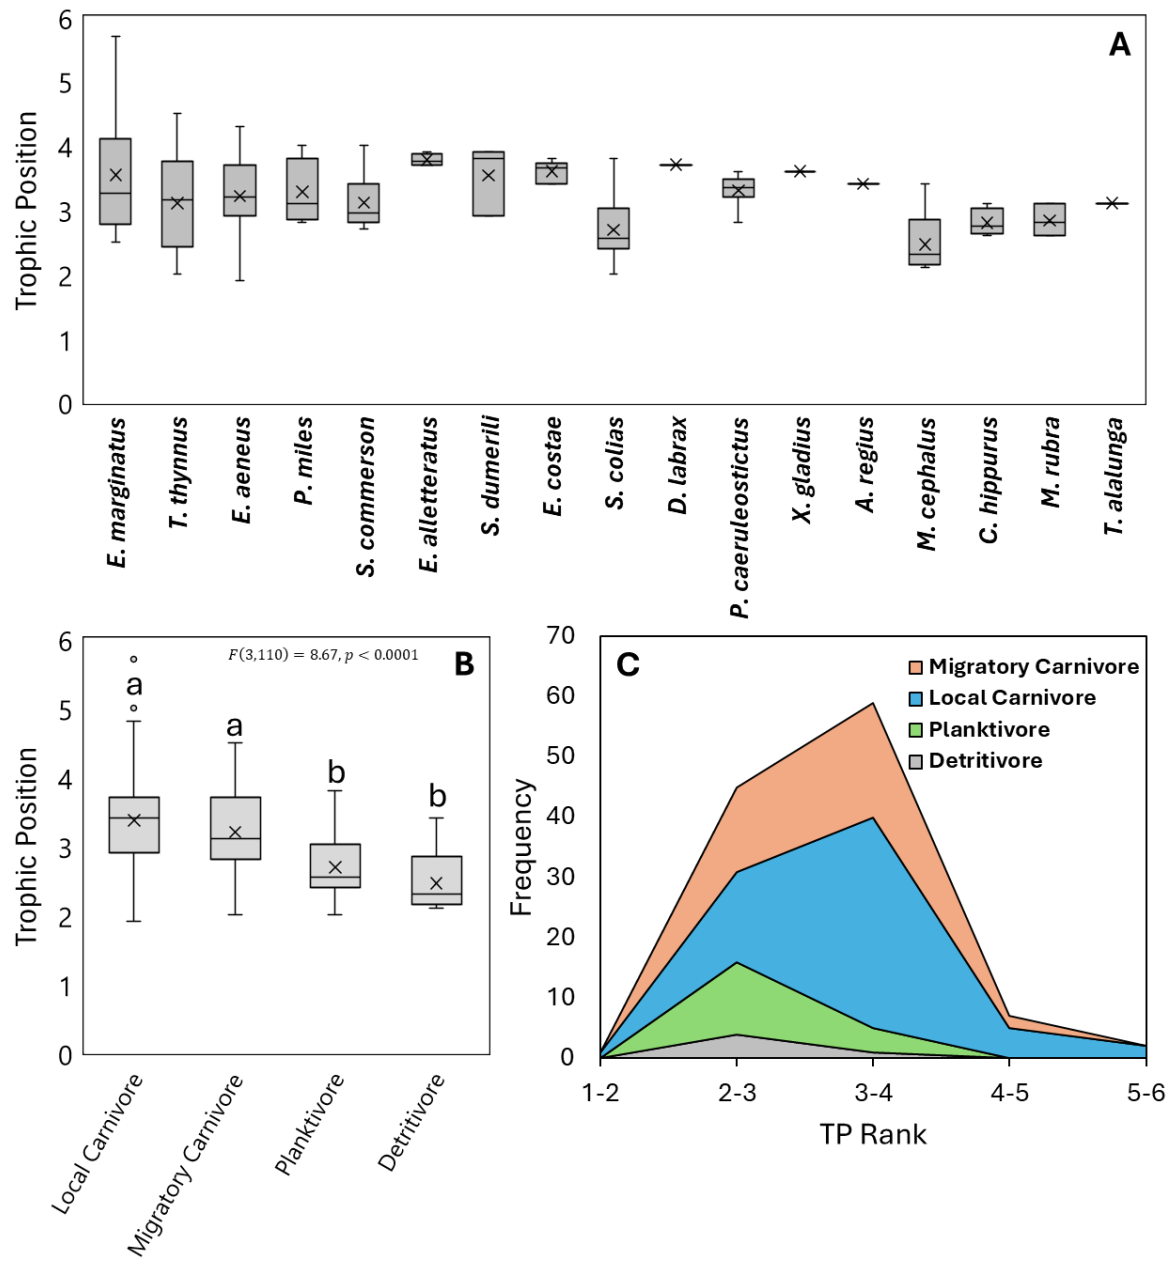 A
Trophic Position
6
5
4
3
2
1
0
E. marginatus
T. thynnus
E. aeneus
P. miles
S. commerson
E. alletteratus
S. dumerili
E. costae
S. colias
D. labrax
P. caeruleostictus
X. gladius
A. regius
M. cephalus
C. hippurus
M. rubra
T. alalunga
B
F(3,110) = 8.67, p < 0.0001
Trophic Position
6
5
4
3
2
1
0
a
a
b
b
Local Carnivore
Migratory Carnivore
Planktivore
Detritivore
C
Migratory Carnivore
Local Carnivore
Planktivore
Detritivore
Frequency
70
60
50
40
30
20
10
0
1-2 2-3 3-4 4-5 5-6
TP Rank